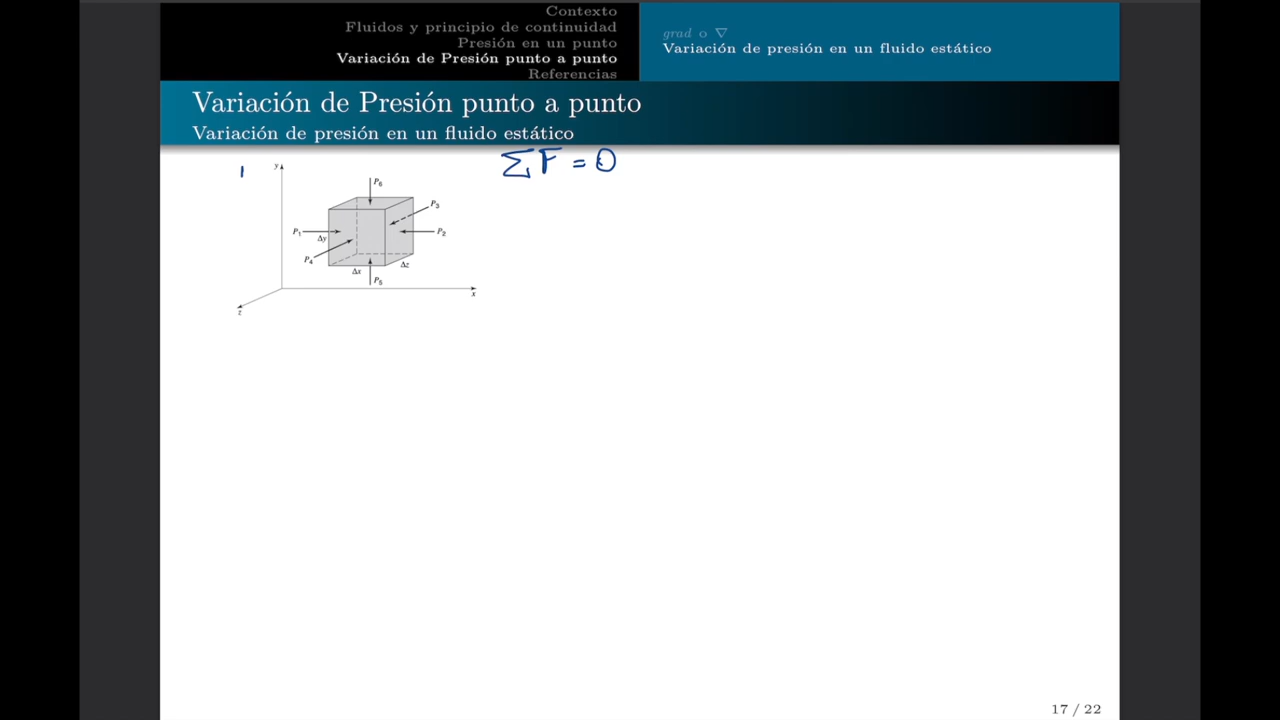 Contexto
Fluidos y principio de continuidad
Presión en un punto
Variación de Presión punto a punto
Referencias
grad o ∇
Variación de presión en un fluido estático
Variación de Presión punto a punto
Variación de presión en un fluido estático
ΣF = 0
y
P6
P3
P1
P2
Δy
P4
Δz
Δx
P5
x
z
17 / 22